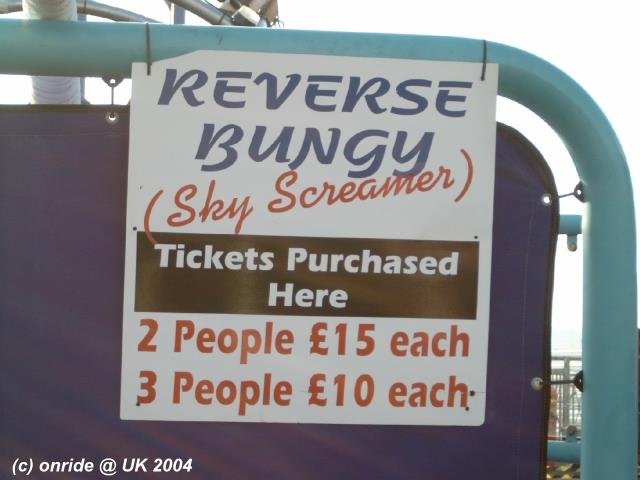 REVERSE
BUNGY
(Sky Screamer)
Tickets Purchased
Here
2 People £15 each
3 People £10 each
(c) onride @ UK 2004